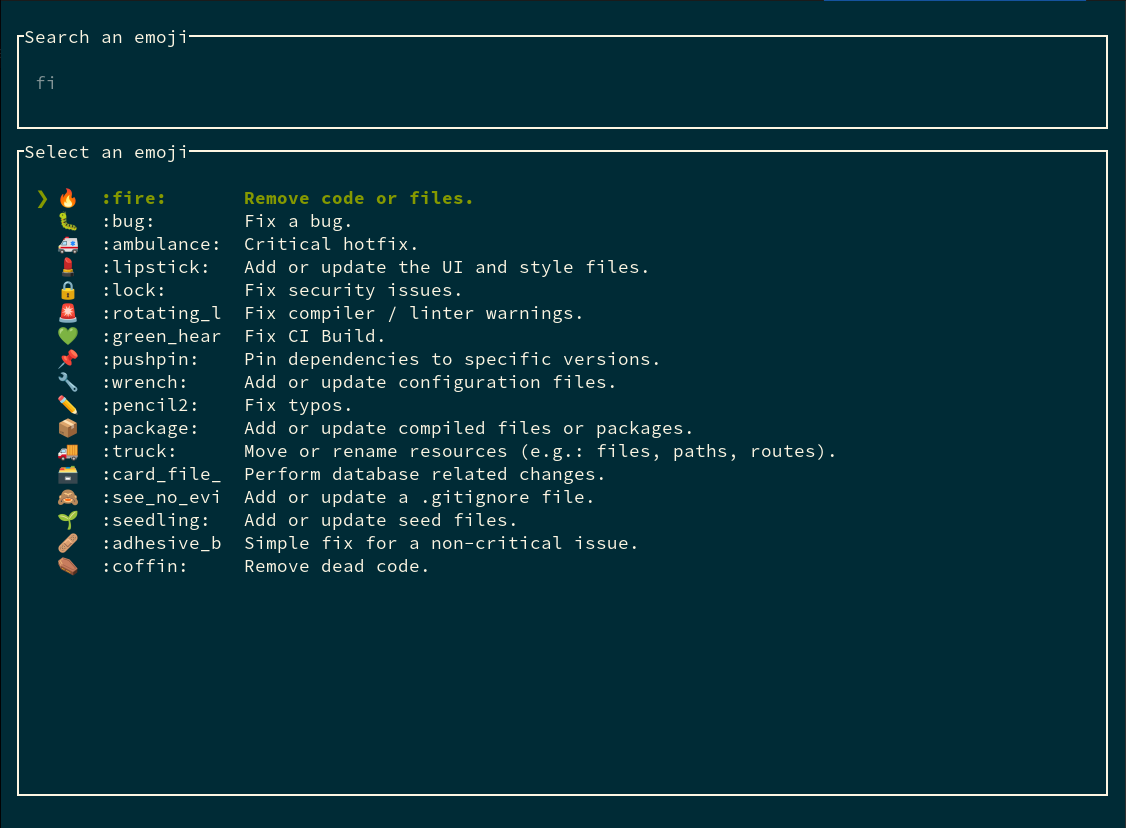 Search an emoji
fi
Select an emoji
❯ 🔥 :fire: Remove code or files.
🐛 :bug: Fix a bug.
🚑 :ambulance: Critical hotfix.
💄 :lipstick: Add or update the UI and style files.
🔒 :lock: Fix security issues.
🚨 :rotating_l Fix compiler / linter warnings.
💚 :green_hear Fix CI Build.
📌 :pushpin: Pin dependencies to specific versions.
🔧 :wrench: Add or update configuration files.
✏️ :pencil2: Fix typos.
📦 :package: Add or update compiled files or packages.
🚚 :truck: Move or rename resources (e.g.: files, paths, routes).
🗃️ :card_file_ Perform database related changes.
🙈 :see_no_evi Add or update a .gitignore file.
🌱 :seedling: Add or update seed files.
🩹 :adhesive_b Simple fix for a non-critical issue.
⚰️ :coffin: Remove dead code.